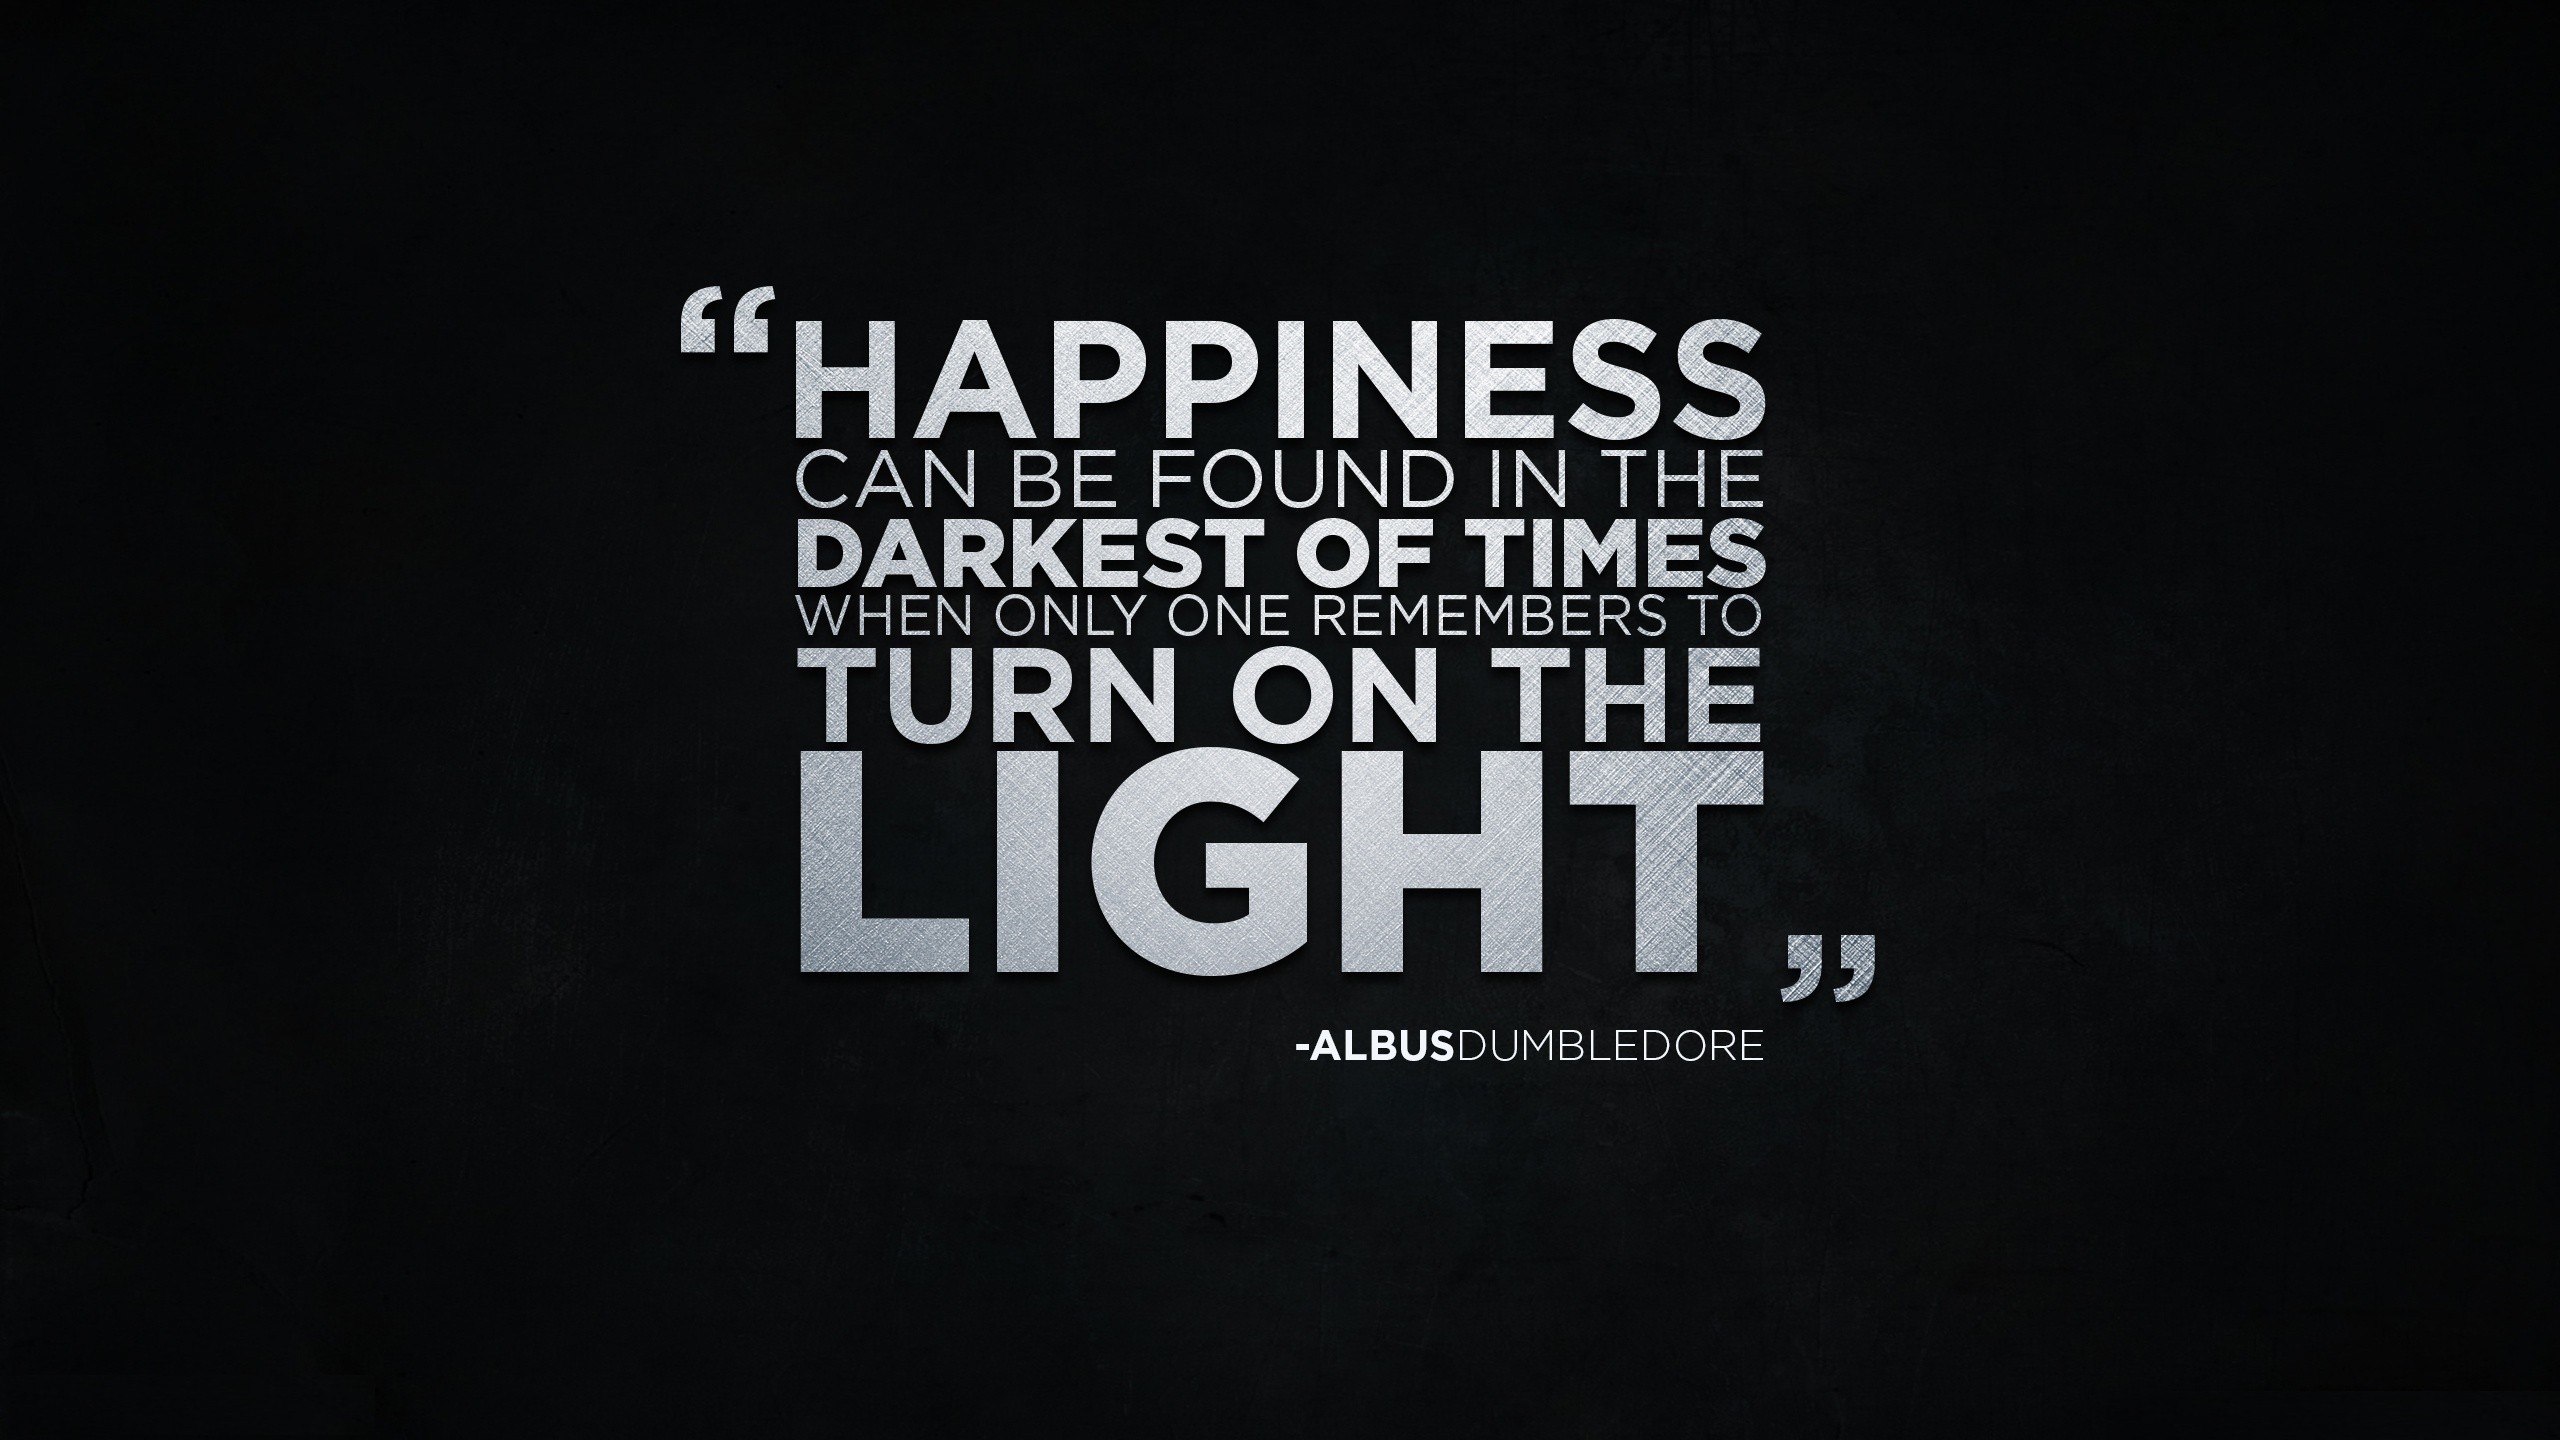 “HAPPINESS
CAN BE FOUND IN THE
DARKEST OF TIMES
WHEN ONLY ONE REMEMBERS TO
TURN ON THE
LIGHT”
-ALBUSDUMBLEDORE